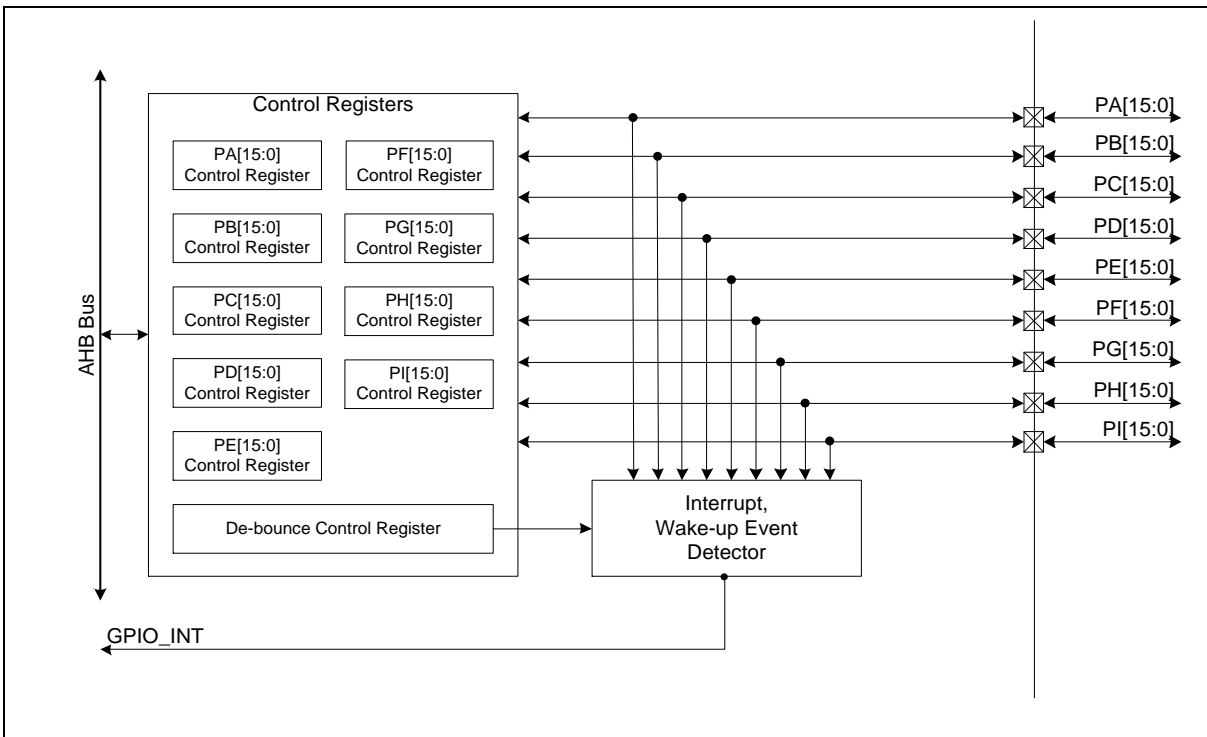 Control Registers
PA[15:0]
Control Register
PF[15:0]
Control Register
PB[15:0]
Control Register
PG[15:0]
Control Register
PC[15:0]
Control Register
PH[15:0]
Control Register
PD[15:0]
Control Register
PI[15:0]
Control Register
PE[15:0]
Control Register
De-bounce Control Register
AHB Bus
GPIO_INT
Interrupt,
Wake-up Event
Detector
PA[15:0]
PB[15:0]
PC[15:0]
PD[15:0]
PE[15:0]
PF[15:0]
PG[15:0]
PH[15:0]
PI[15:0]